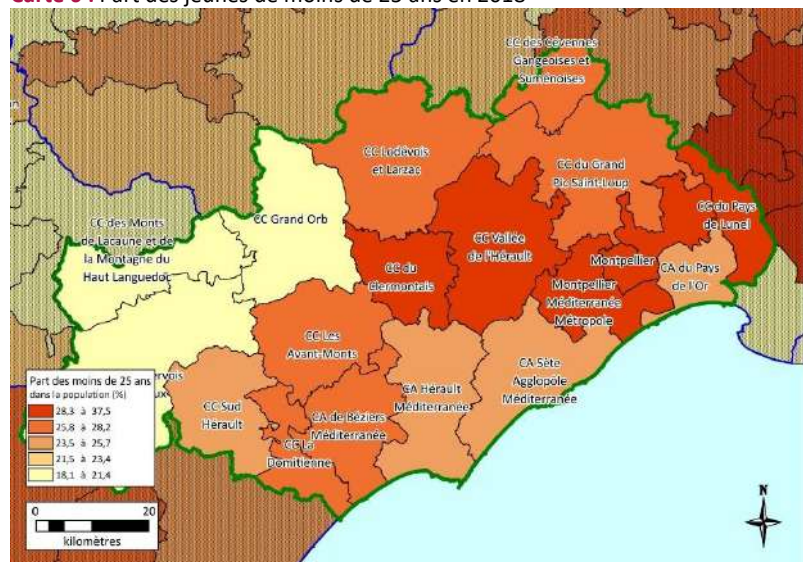 Carte 64 : Part des jeunes de moins de 25 ans en 2018
CC des Cévennes
Gangeoises et
Suménoises
CC Lodévois
et Larzac
CC du Grand
Pic Saint-Loup
CC du Pays
de Lunel
CC Grand Orb
CC des Monts
de Lacaune et de
la Montagne du
Haut Languedoc
CC Vallée
de l'Hérault
CC du
Clermontais
Montpellier
CA du Pays
de l'Or
Montpellier
Méditerranée
Métropole
CC Les
Avant-Monts
CA Sète
Agglopôle
Méditerranée
CA Hérault
Méditerranée
CC Sud
Hérault
CA de Béziers
Méditerranée
CC La
Domitienne
Part des moins de 25 ans
dans la population (%)
28,3 à 37,5
25,8 à 28,2
23,5 à 25,7
21,5 à 23,4
18,1 à 21,4
0 20
kilomètres
N